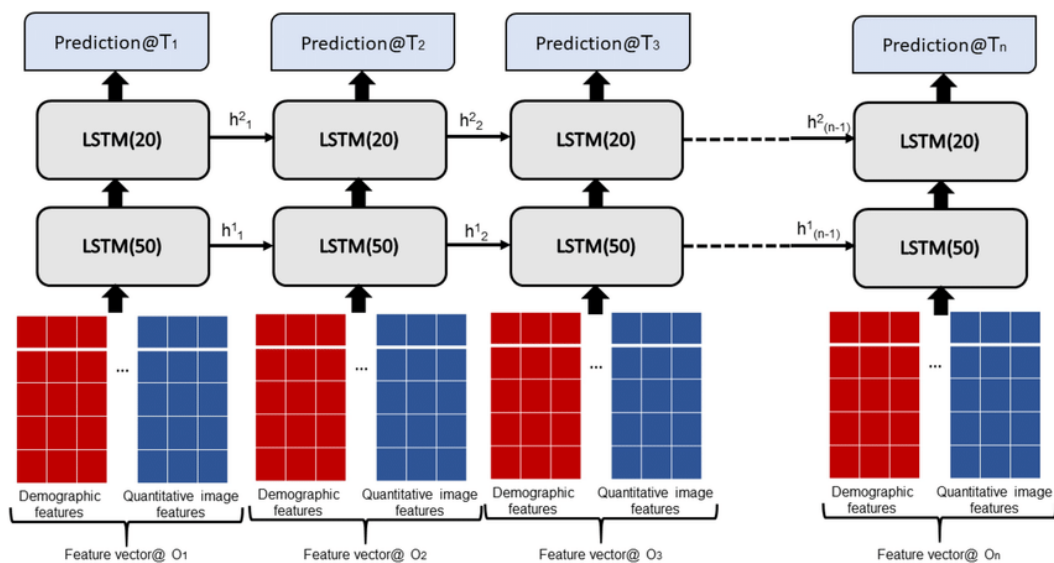 Prediction@T₁
Prediction@T₂
Prediction@T₃
Prediction@Tₙ
LSTM(20)
h²₁
LSTM(20)
h²₂
LSTM(20)
h²₍ₙ₋₁₎
LSTM(20)
LSTM(50)
h¹₁
LSTM(50)
h¹₂
LSTM(50)
h¹₍ₙ₋₁₎
LSTM(50)
...
...
...
...
Demographic
features
Quantitative image
features
Demographic
features
Quantitative image
features
Demographic
features
Quantitative image
features
Demographic
features
Quantitative image
features
Feature vector@ O₁
Feature vector@ O₂
Feature vector@ O₃
Feature vector@ Oₙ